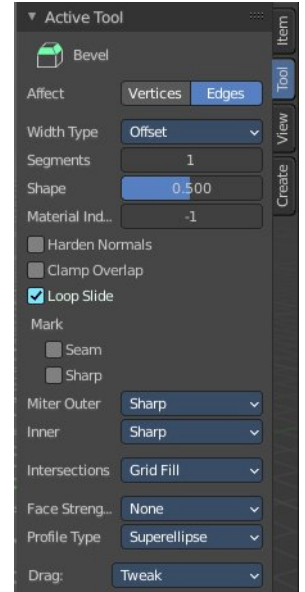 Active Tool
Bevel
Affect Vertices Edges
Width Type Offset
Segments 1
Shape 0.500
Material Ind... -1
Harden Normals
Clamp Overlap
Loop Slide
Mark
Seam
Sharp
Miter Outer Sharp
Inner Sharp
Intersections Grid Fill
Face Streng... None
Profile Type Superellipse
Drag: Tweak
Item
Tool
View
Create